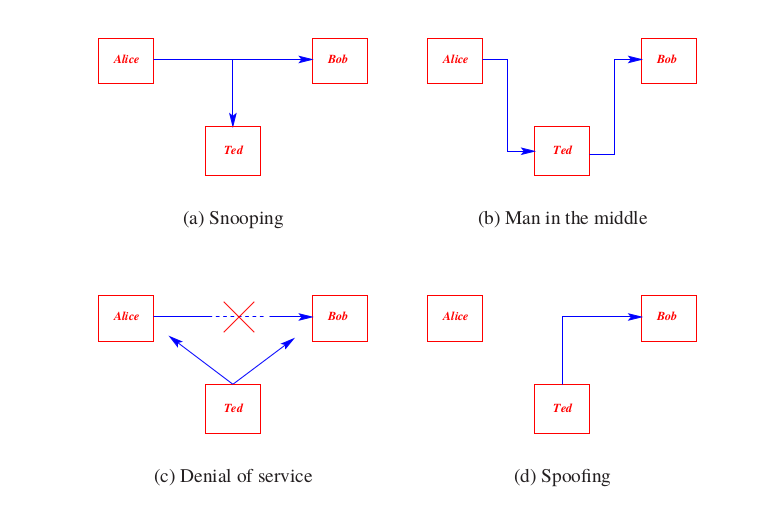 Alice
Bob
Alice
Bob
Ted
Ted
(a) Snooping
(b) Man in the middle
Alice
Bob
Alice
Bob
Ted
Ted
(c) Denial of service
(d) Spoofing